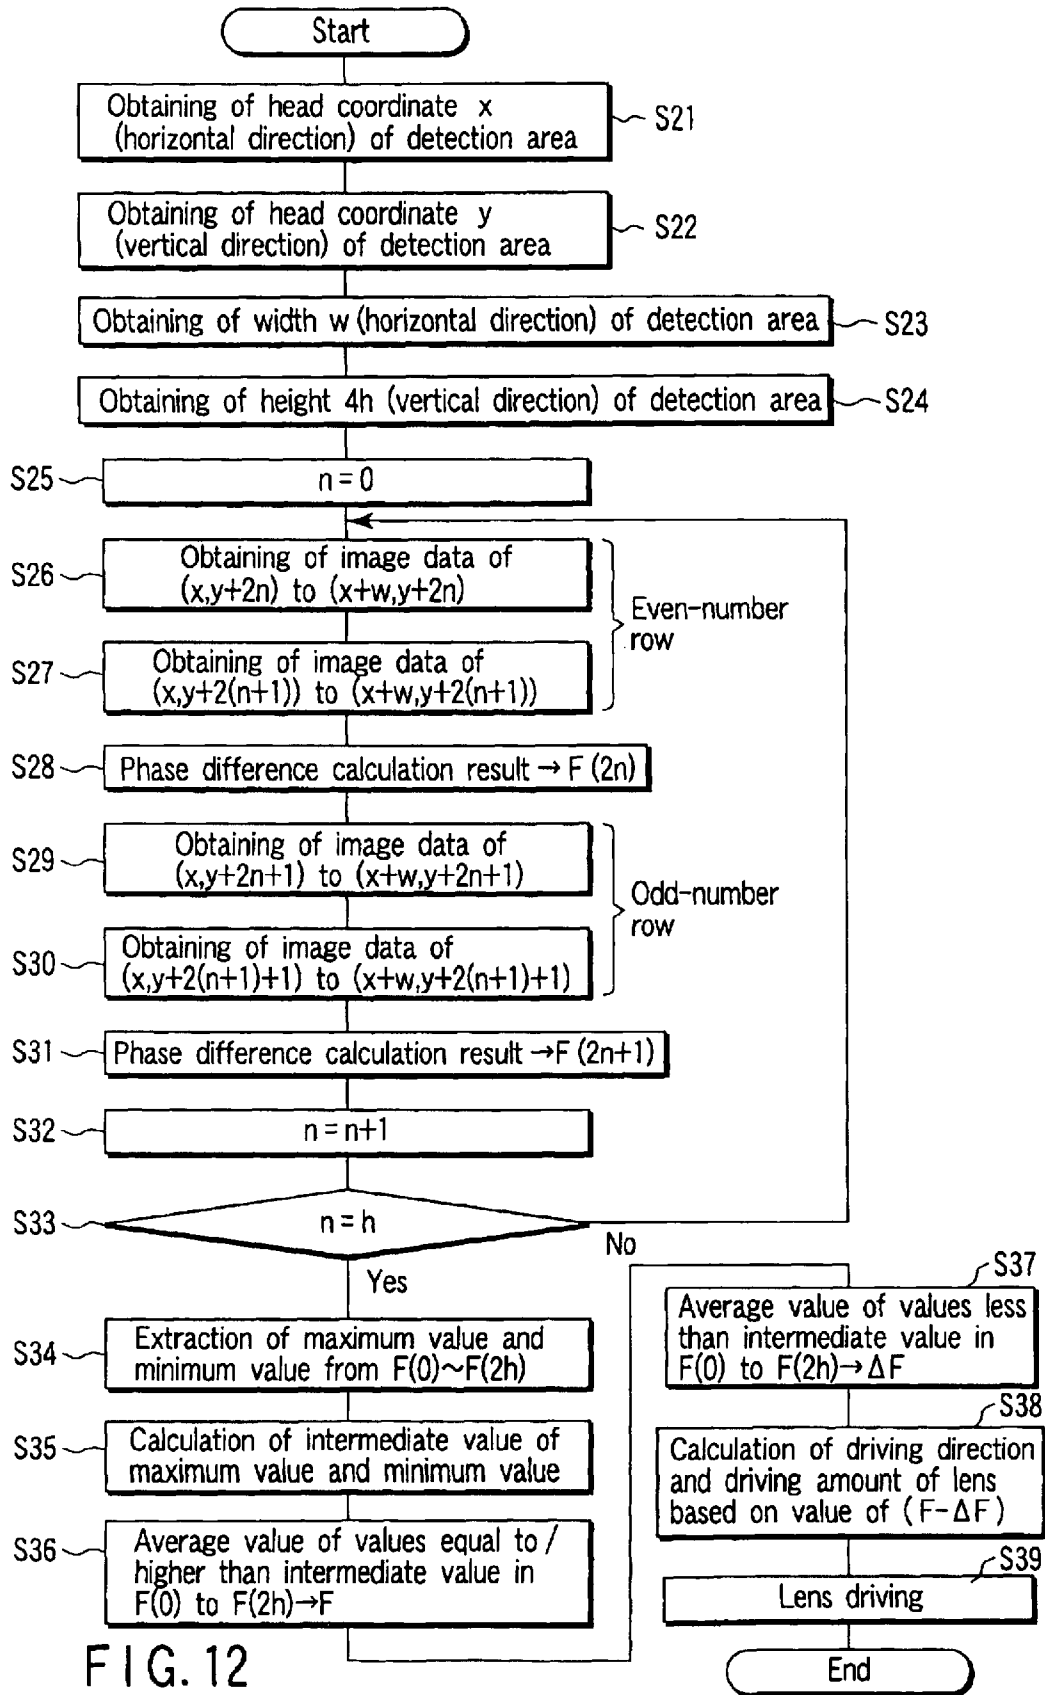 Start
Obtaining of head coordinate x
(horizontal direction) of detection area
S21
Obtaining of head coordinate y
(vertical direction) of detection area
S22
Obtaining of width w (horizontal direction) of detection area
S23
Obtaining of height 4h (vertical direction) of detection area
S24
S25
n = 0
S26
Obtaining of image data of
(x,y+2n) to (x+w,y+2n)
Even-number
row
S27
Obtaining of image data of
(x,y+2(n+1)) to (x+w,y+2(n+1))
S28
Phase difference calculation result → F (2n)
S29
Obtaining of image data of
(x,y+2n+1) to (x+w,y+2n+1)
Odd-number
row
S30
Obtaining of image data of
(x,y+2(n+1)+1) to (x+w,y+2(n+1)+1)
S31
Phase difference calculation result →F (2n+1)
S32
n = n+1
S33
n = h
No
Yes
S34
Extraction of maximum value and
minimum value from F(0)~F(2h)
S35
Calculation of intermediate value of
maximum value and minimum value
S36
Average value of values equal to /
higher than intermediate value in
F(0) to F(2h)→F
S37
Average value of values less
than intermediate value in
F(0) to F(2h)→ΔF
S38
Calculation of driving direction
and driving amount of lens
based on value of (F-ΔF)
S39
Lens driving
End
FIG. 12